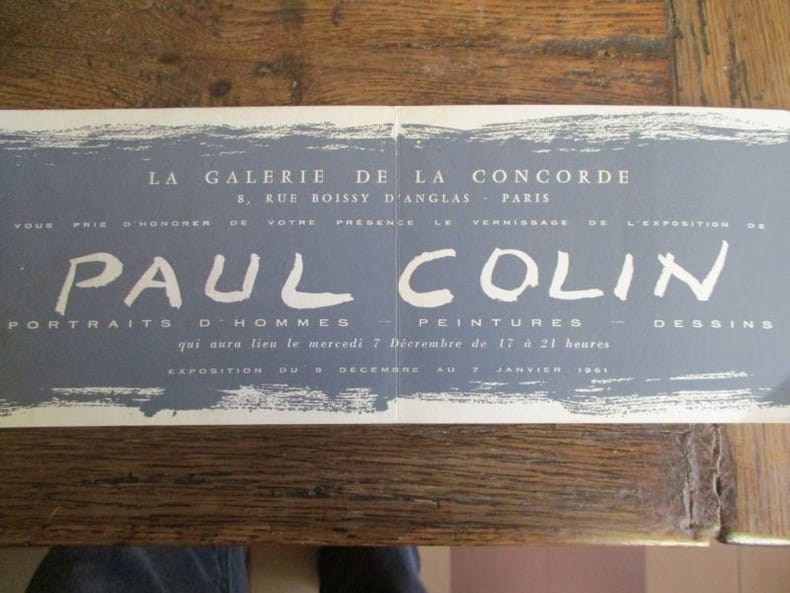 LA GALERIE DE LA CONCORDE
8, RUE BOISSY D'ANGLAS - PARIS
VOUS PRIE D'HONORER DE VOTRE PRÉSENCE LE VERNISSAGE DE L'EXPOSITION DE
PAUL COLIN
PORTRAITS D'HOMMES — PEINTURES — DESSINS
qui aura lieu le mercredi 7 Décrembre de 17 à 21 heures
EXPOSITION DU 8 DÉCEMBRE AU 7 JANVIER 1961